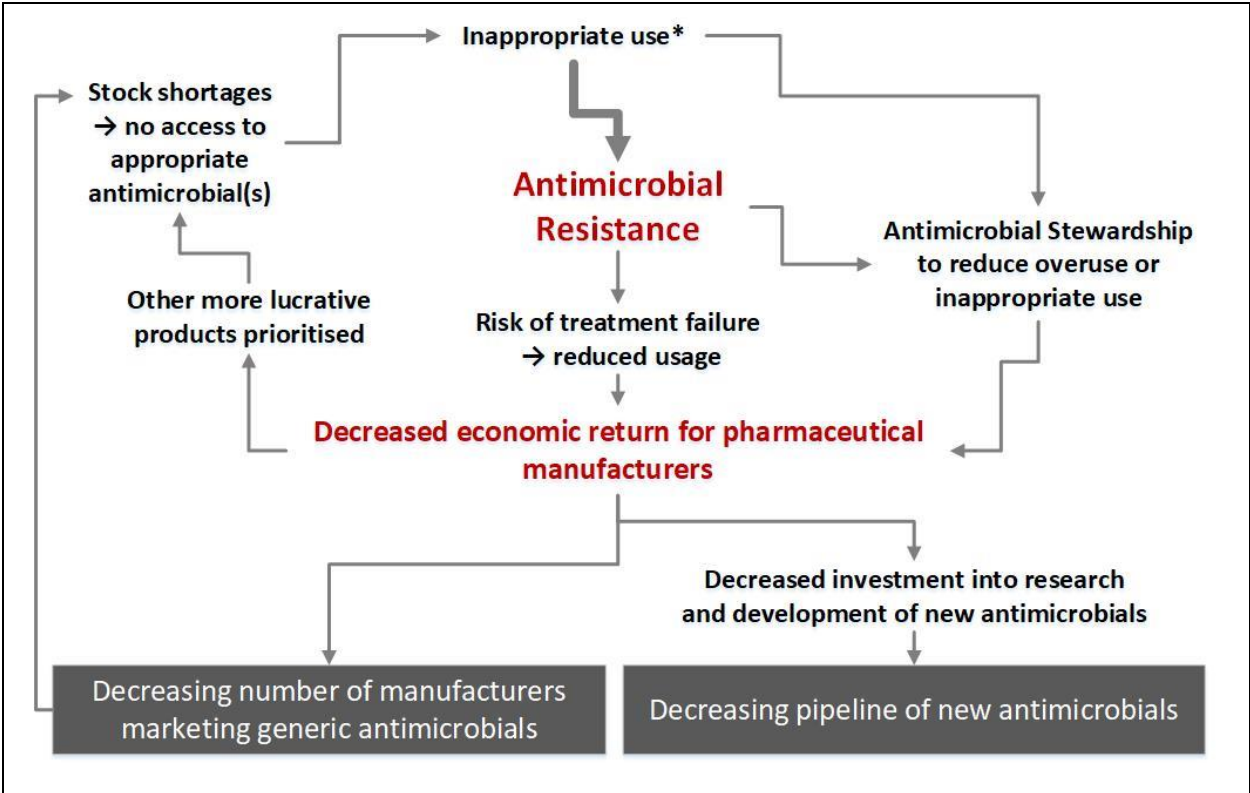 Inappropriate use*
Stock shortages
→ no access to
appropriate
antimicrobial(s)
Antimicrobial
Resistance
Antimicrobial Stewardship
to reduce overuse or
inappropriate use
Other more lucrative
products prioritised
Risk of treatment failure
→ reduced usage
Decreased economic return for pharmaceutical
manufacturers
Decreased investment into research
and development of new antimicrobials
Decreasing number of manufacturers
marketing generic antimicrobials
Decreasing pipeline of new antimicrobials